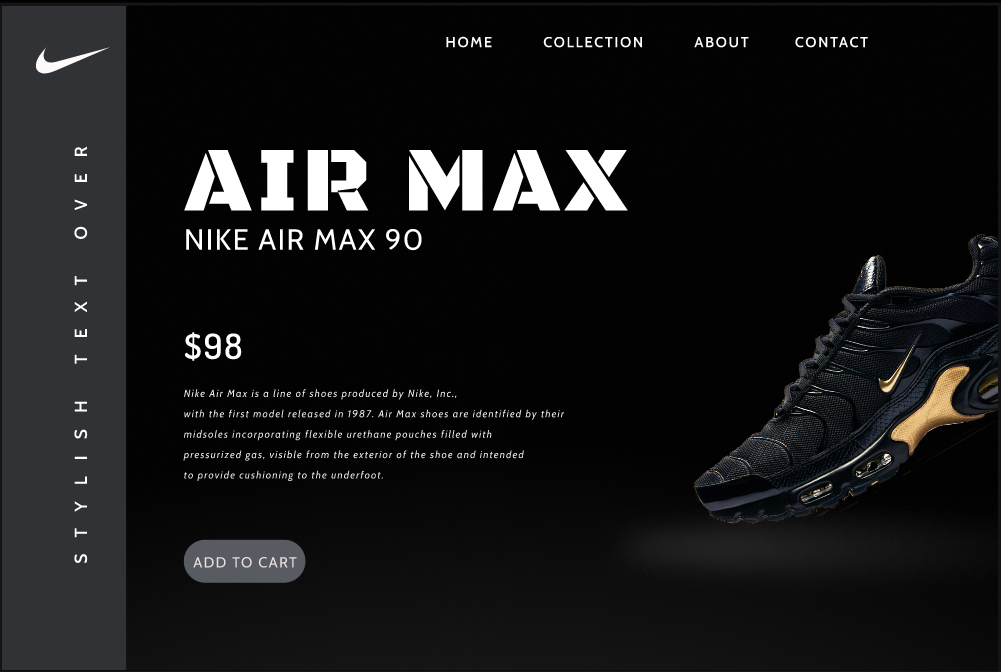 HOME COLLECTION ABOUT CONTACT
STYLISH TEXT OVER
AIR MAX
NIKE AIR MAX 90
$98
Nike Air Max is a line of shoes produced by Nike, Inc.,
with the first model released in 1987. Air Max shoes are identified by their
midsoles incorporating flexible urethane pouches filled with
pressurized gas, visible from the exterior of the shoe and intended
to provide cushioning to the underfoot.
ADD TO CART